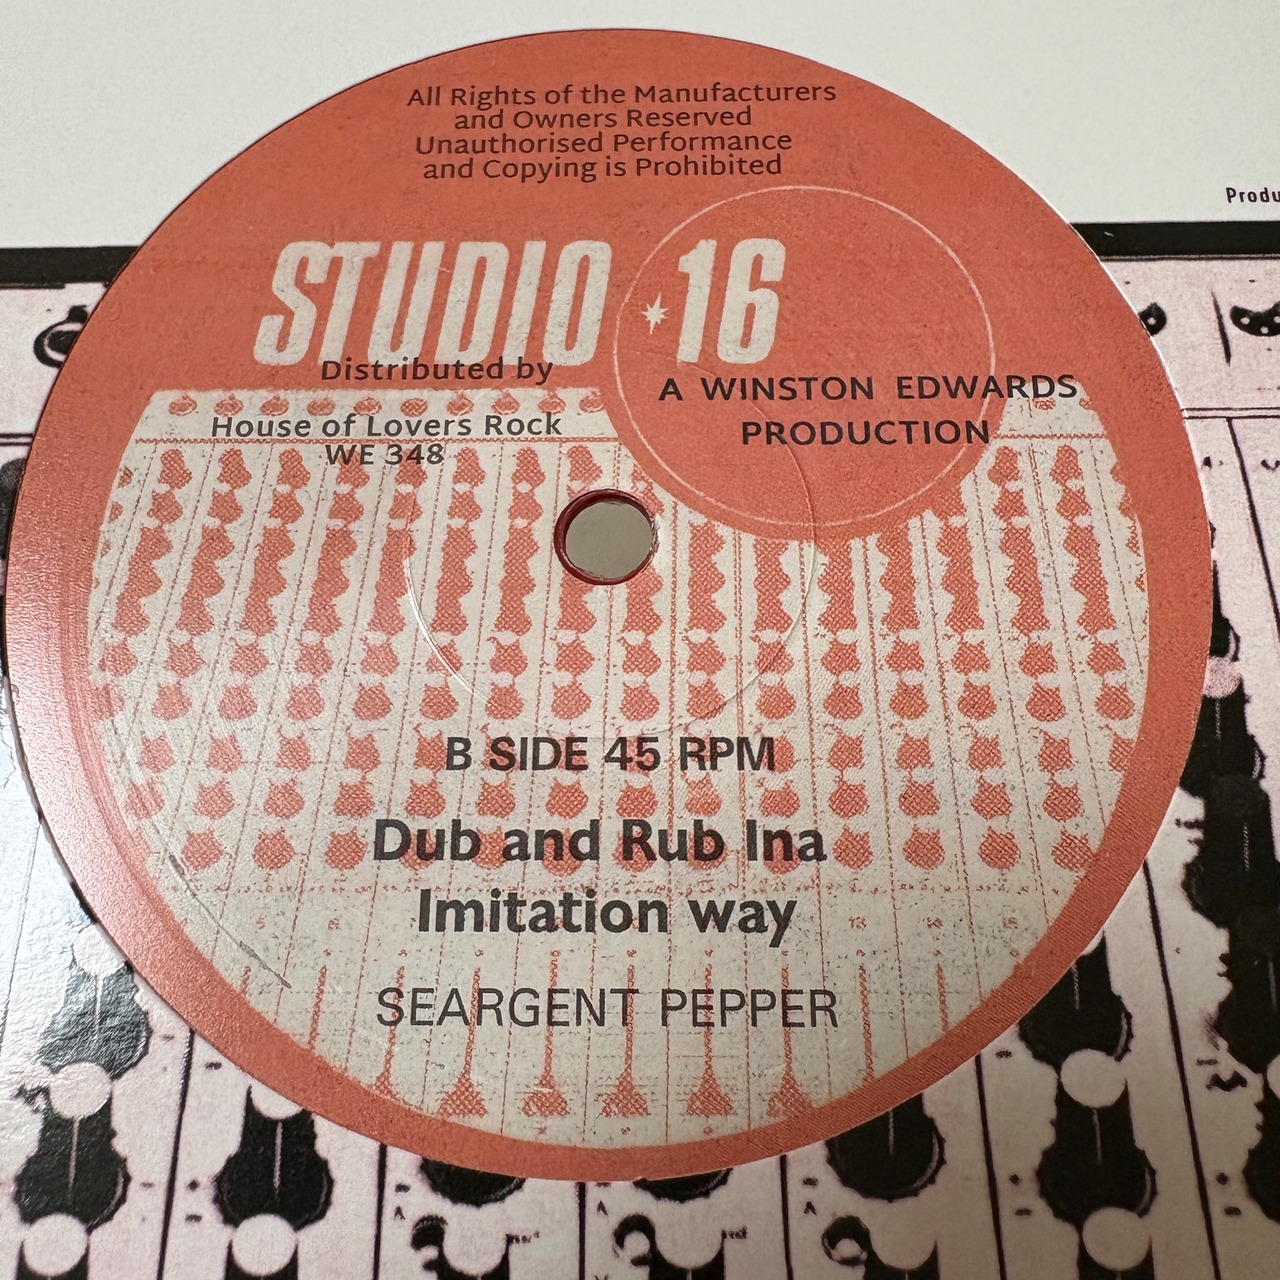 All Rights of the Manufacturers
and Owners Reserved
Unauthorised Performance
and Copying is Prohibited
STUDIO 16
Distributed by
House of Lovers Rock
WE 348
A WINSTON EDWARDS
PRODUCTION
B SIDE 45 RPM
Dub and Rub Ina
Imitation way
SEARGENT PEPPER